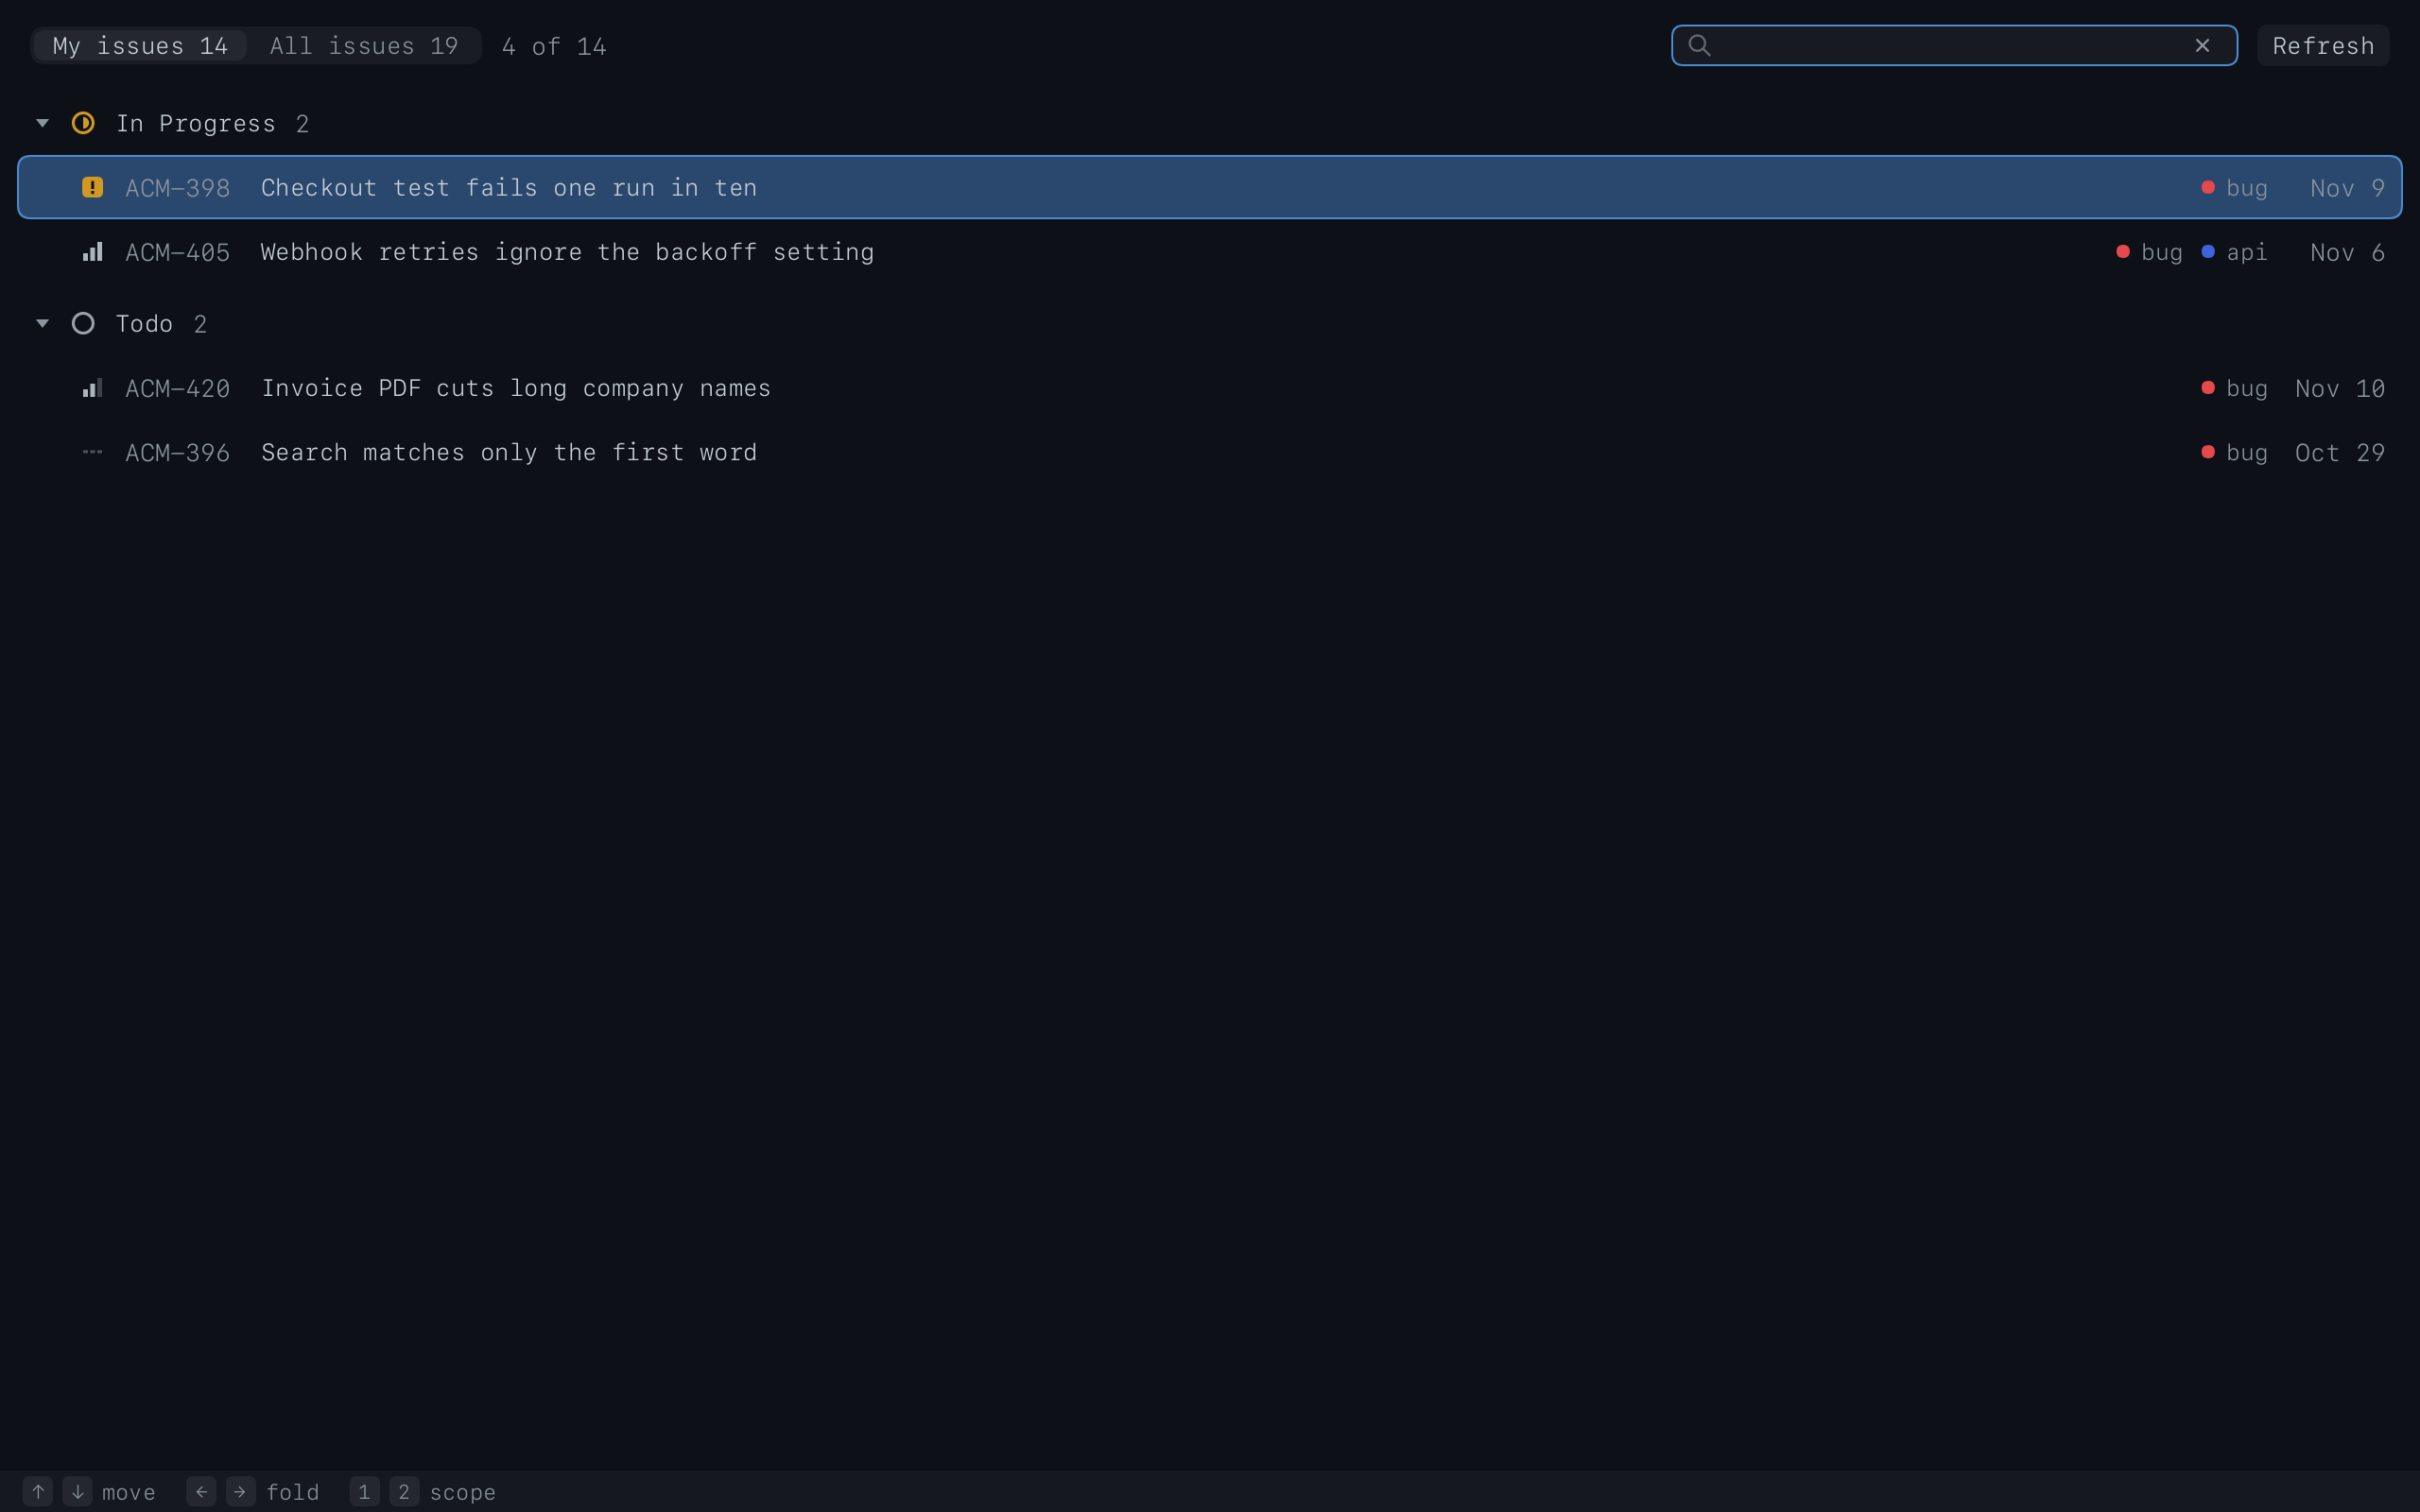 My issues 14 All issues 19 4 of 14 Refresh
In Progress 2
ACM-398 Checkout test fails one run in ten bug Nov 9
ACM-405 Webhook retries ignore the backoff setting bug api Nov 6
Todo 2
ACM-420 Invoice PDF cuts long company names bug Nov 10
ACM-396 Search matches only the first word bug Oct 29
↑ ↓ move ← → fold 1 2 scope